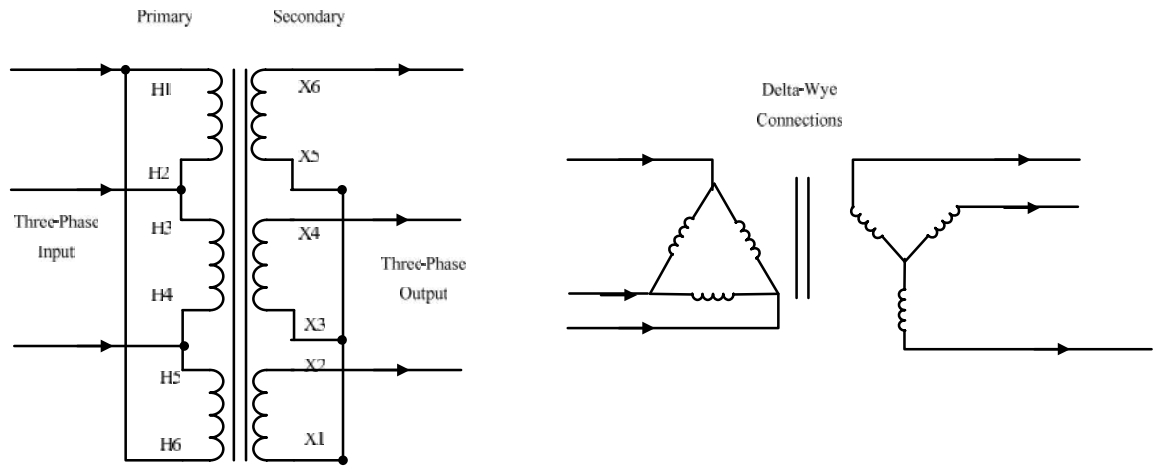 Primary
Secondary
H1
X6
H2
X5
H3
X4
Three-Phase
Input
Three-Phase
Output
H4
X3
H5
X2
H6
X1
Delta-Wye
Connections